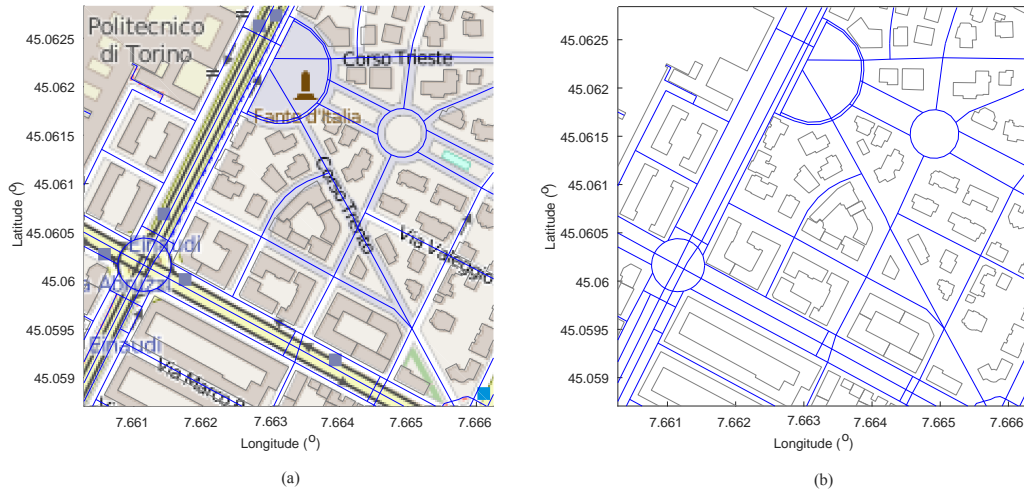 Politecnico
di Torino
Corso Trieste
Fante d'Italia
Corso Trento
Via Valeggio
Einaudi
a Abruzzi
Einaudi
Via Marco
45.0625
45.062
45.0615
45.061
45.0605
45.06
45.0595
45.059
Latitude (o)
7.661
7.662
7.663
7.664
7.665
7.666
Longitude (O)
(a)
45.0625
45.062
45.0615
45.061
45.0605
45.06
45.0595
45.059
Latitude (o)
7.661
7.662
7.663
7.664
7.665
7.666
Longitude (O)
(b)